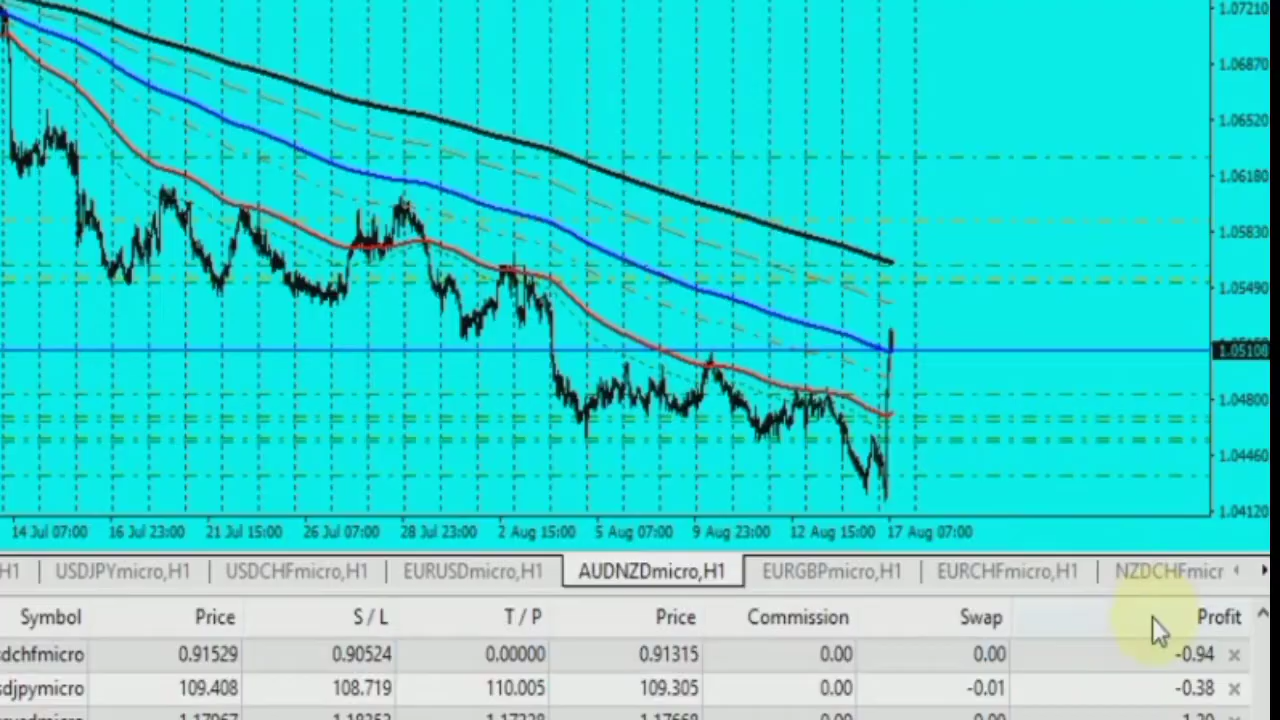 1.07210
1.06870
1.06520
1.06180
1.05830
1.05490
1.05100
1.04800
1.04460
1.04120
14 Jul 07:00 16 Jul 23:00 21 Jul 15:00 26 Jul 07:00 28 Jul 23:00 2 Aug 15:00 5 Aug 07:00 9 Aug 23:00 12 Aug 15:00 17 Aug 07:00
H1 USDJPYmicro,H1 USDCHFmicro,H1 EURUSDmicro,H1 AUDNZDmicro,H1 EURGBPmicro,H1 EURCHFmicro,H1 NZDCHFmicr
Symbol Price S / L T / P Price Commission Swap Profit
dchfmicro 0.91529 0.90524 0.00000 0.91315 0.00 0.00 -0.94
djpymicro 109.408 108.719 110.005 109.305 0.00 -0.01 -0.38